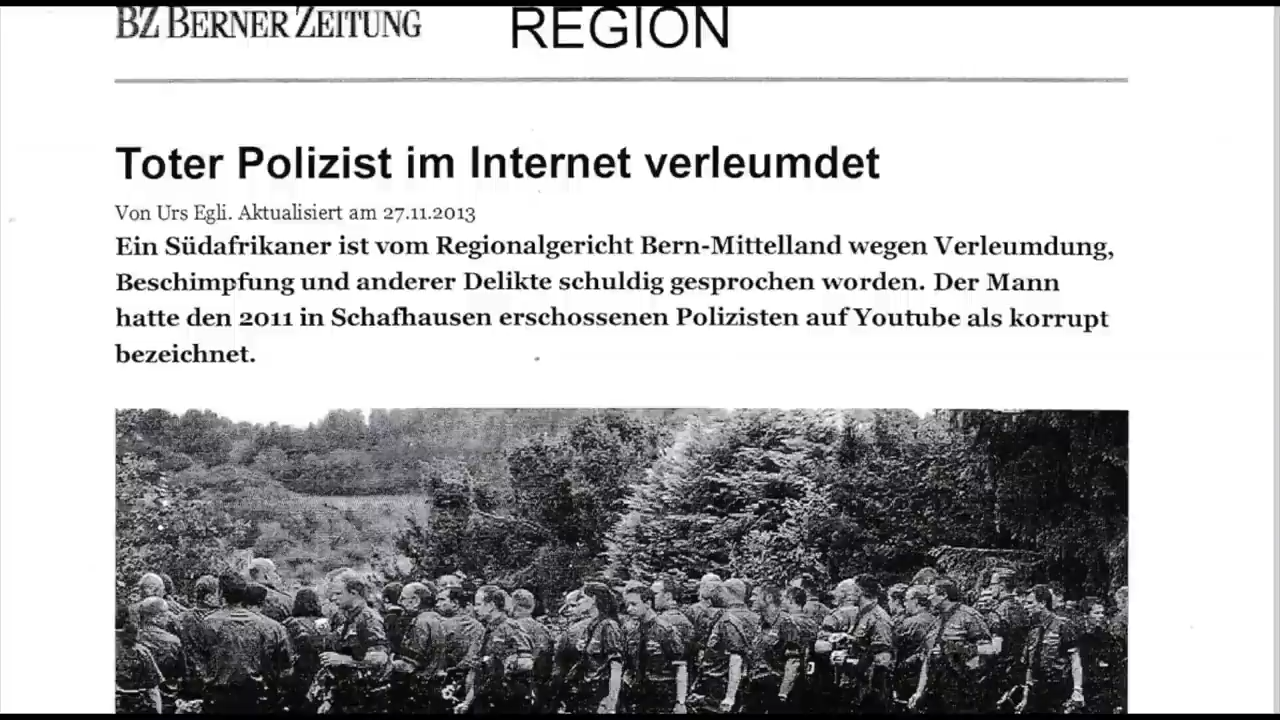 BZ BERNER ZEITUNG REGION
Toter Polizist im Internet verleumdet
Von Urs Egli. Aktualisiert am 27.11.2013
Ein Südafrikaner ist vom Regionalgericht Bern-Mittelland wegen Verleumdung,
Beschimpfung und anderer Delikte schuldig gesprochen worden. Der Mann
hatte den 2011 in Schafhausen erschossenen Polizisten auf Youtube als korrupt
bezeichnet.